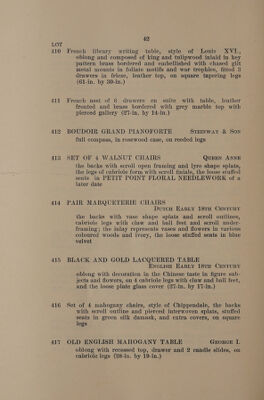 42
LOT
410 French library writing table, style of Louis XVI.,
oblong and composed of king and tulipwood inlaid in key
pattern brass bordered and embellished with chased gilt
metal mounts in foliate motifs and war trophies, fitted 3
drawers in frieze, leather top, on square tapering legs
(61-in. by 30-in.)
411 French nest of 6 drawers en suite with table, leather
fronted and brass bordered with grey marble top with
pierced gallery (27-in. by 14-in.)
412 BOUDOIR GRAND PIANOFORTE STEINWAY & SON
full compass, in rosewood case, on reeded legs
413 SET OF 4 WALNUT CHAIRS QUEEN ANNE
the backs with scroll open framing and lyre shape splats,
the legs of cabriole form with scroll finials, the loose stuffed
seats in PETIT POINT FLORAL NEEDLEWORK of a
later date
414 PAIR MARQUETERIE CHAIRS
DUTCH EARLY 18TH CENTURY
the backs with vase shape splats and scroll outlines,
cabriole legs with claw and ball feet and scroll under-
framing; the inlay represents vases and flowers in various
coloured woods and ivory, the loose stuffed seats in blue
velvet
415 BLACK AND GOLD LACQUERED TABLE
ENGLISH EARLY 18TH CENTURY
oblong with decoration in the Chinese taste in figure sub-
jects and flowers, on 4 cabriole legs with claw and ball feet,
and the loose plate glass cover (27-in. by 17-in.)
416 Set of 4 mahogany chairs, style of Chippendale, the backs
with scroll outline and pierced interwoven splats, stuffed
seats in green silk damask, and extra covers, on square
legs
417 OLD ENGLISH MAHOGANY TABLE GEORGE I.
oblong with recessed top, drawer and 2 candle slides, on
cabriole legs (28-in. by 19-in.)